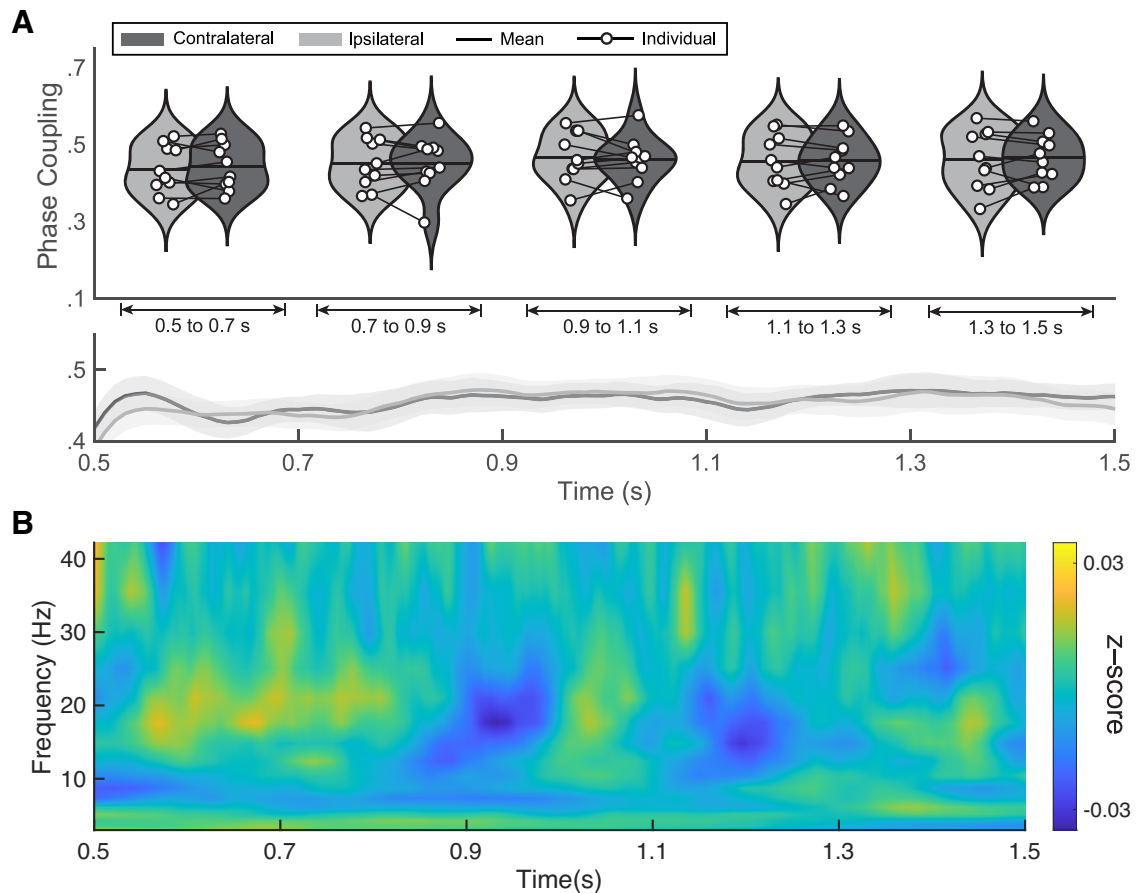 A
Contralateral Ipsilateral Mean Individual
Phase Coupling
.7
.5
.3
.1
0.5 to 0.7 s 0.7 to 0.9 s 0.9 to 1.1 s 1.1 to 1.3 s 1.3 to 1.5 s
.5
.4
0.5 0.7 0.9 1.1 1.3 1.5
Time (s)
B
Frequency (Hz)
40
30
20
10
0.5 0.7 0.9 1.1 1.3 1.5
Time(s)
0.03
z–score
-0.03